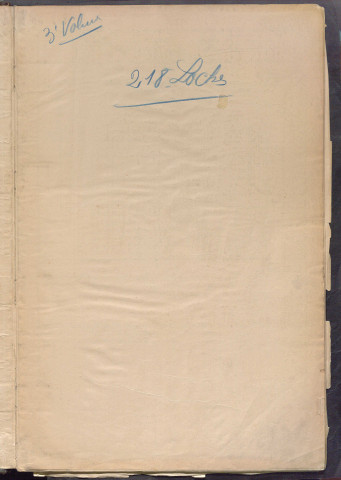 3e Volume
218. Loches